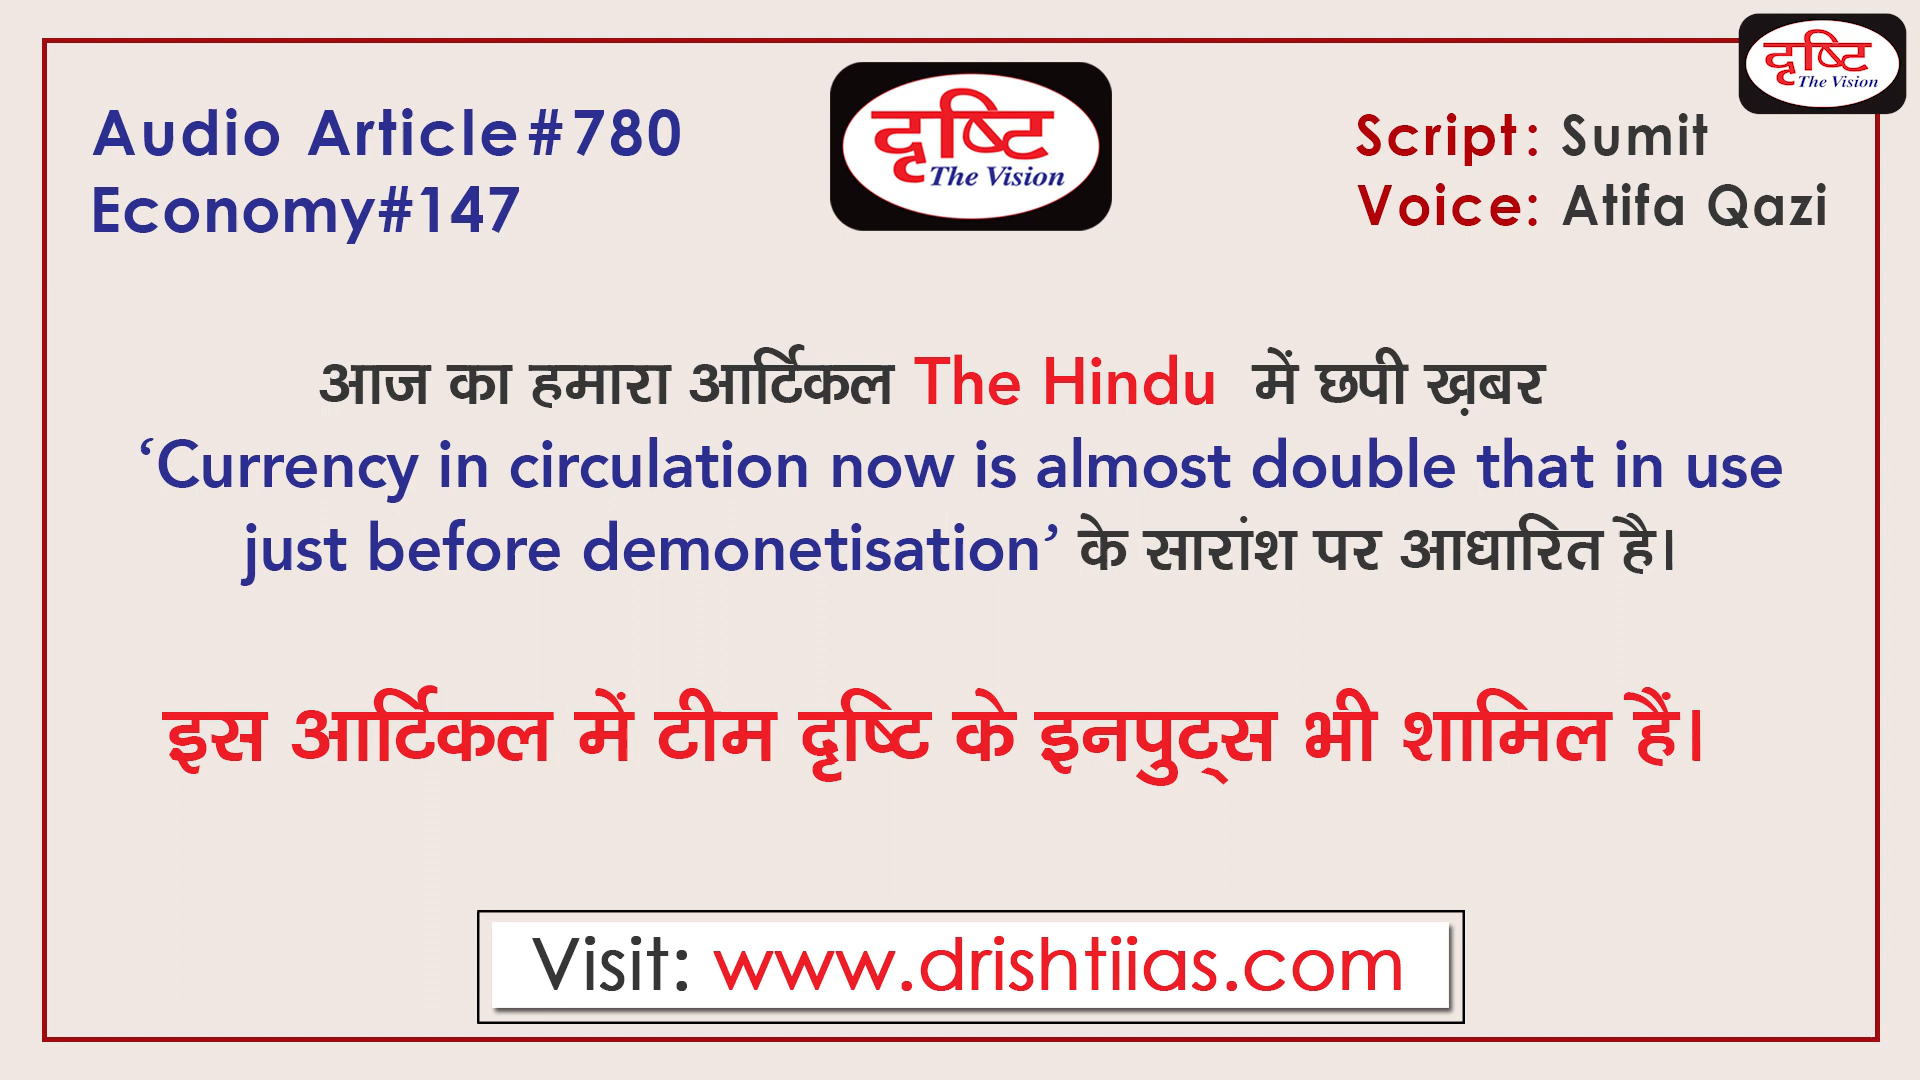 दृष्टि
The Vision
Audio Article#780
Economy#147
दृष्टि
The Vision
Script: Sumit
Voice: Atifa Qazi
आज का हमारा आर्टिकल The Hindu में छपी ख़बर
‘Currency in circulation now is almost double that in use
just before demonetisation’ के सारांश पर आधारित है।
इस आर्टिकल में टीम दृष्टि के इनपुट्स भी शामिल हैं।
Visit: www.drishtiias.com